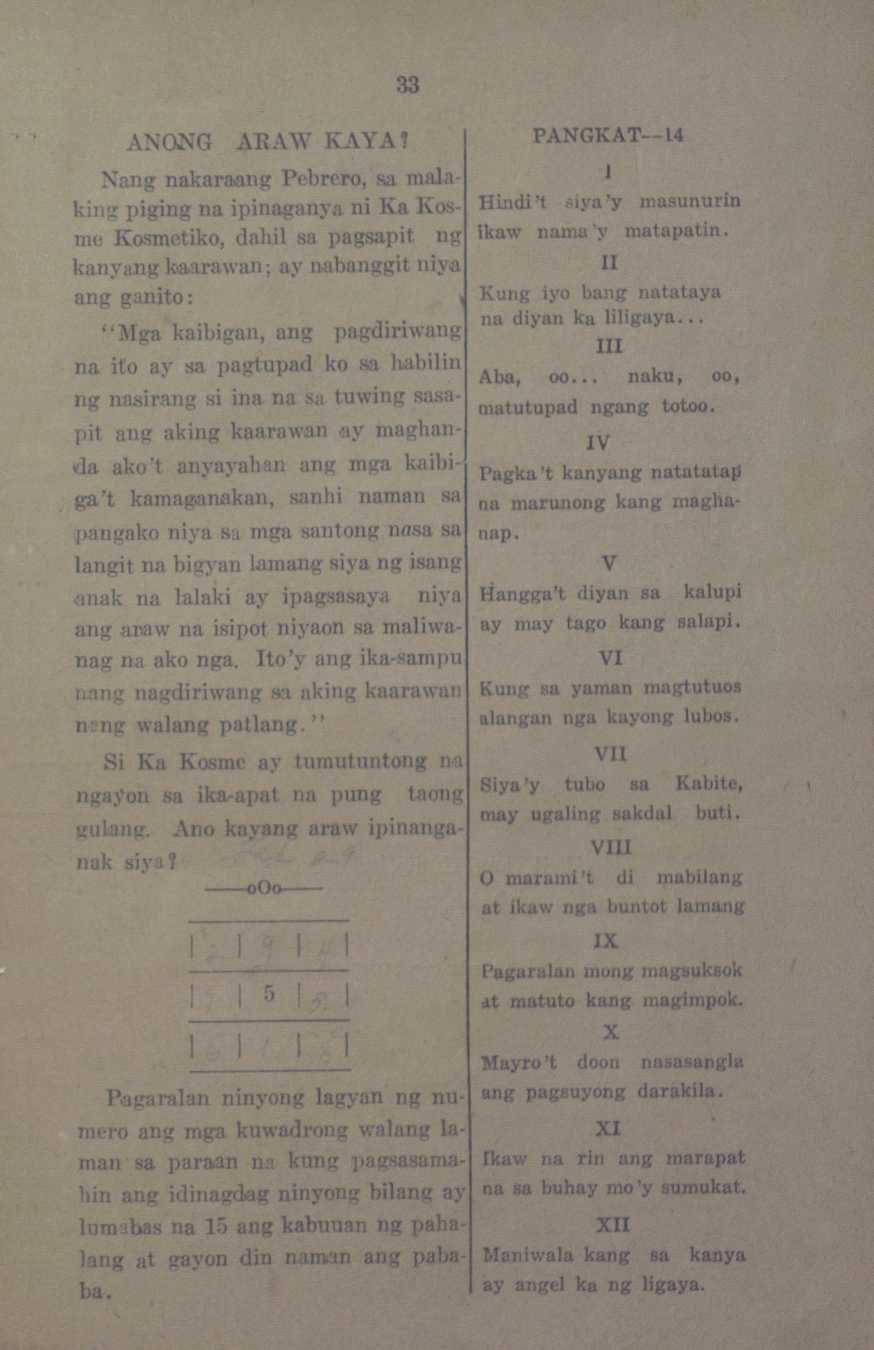 33
ANONG ARAW KAYA?
Nang nakaraang Pebrero, sa mala-
king piging na ipinaganya ni Ka Kos-
me Kosmetiko, dahil sa pagsapit ng
kanyang kaarawan; ay nabanggit niya
ang ganito:
“Mga kaibigan, ang pagdiriwang
na ito ay sa pagtupad ko sa habilin
ng nasirang si ina na sa tuwing sasa-
pit ang aking kaarawan ay maghan-
da ako’t anyayahan ang mga kaibi-
ga’t kamaganakan, sanhi naman sa
pangako niya sa mga santong nasa sa
langit na bigyan lamang siya ng isang
anak na lalaki ay ipagsasaya niya
ang araw na isipot niyaon sa maliwa-
nag na ako nga. Ito’y ang ika-sampu
nang nagdiriwang sa aking kaarawan
nang walang patlang.”
Si Ka Kosme ay tumutuntong na
ngayon sa ika-apat na pung taong
gulang. Ano kayang araw ipinanga-
nak siya?
——oOo——
| 2 | 9 | 4 |
| 7 | 5 | 3 |
| 6 | 1 | 8 |
Pagaralan ninyong lagyan ng nu-
mero ang mga kuwadrong walang la-
man sa paraan na kung pagsasama-
hin ang idinagdag ninyong bilang ay
lumabas na 15 ang kabuuan ng paha-
lang at gayon din naman ang paba-
ba.
PANGKAT--14
I
Hindi’t siya’y masunurin
ikaw nama’y matapatin.
II
Kung iyo bang natataya
na diyan ka liligaya...
III
Aba, oo... naku, oo,
matutupad ngang totoo.
IV
Pagka’t kanyang natatatap
na marunong kang magha-
nap.
V
Hangga’t diyan sa kalupi
ay may tago kang salapi.
VI
Kung sa yaman magtutuos
alangan nga kayong lubos.
VII
Siya’y tubo sa Kabite,
may ugaling sakdal buti.
VIII
O marami’t di mabilang
at ikaw nga buntot lamang
IX
Pagaralan mong magsuksok
at matuto kang magimpok.
X
Mayro’t doon nasasangla
ang pagsuyong darakila.
XI
Ikaw na rin ang marapat
na sa buhay mo’y sumukat.
XII
Maniwala kang sa kanya
ay angel ka ng ligaya.